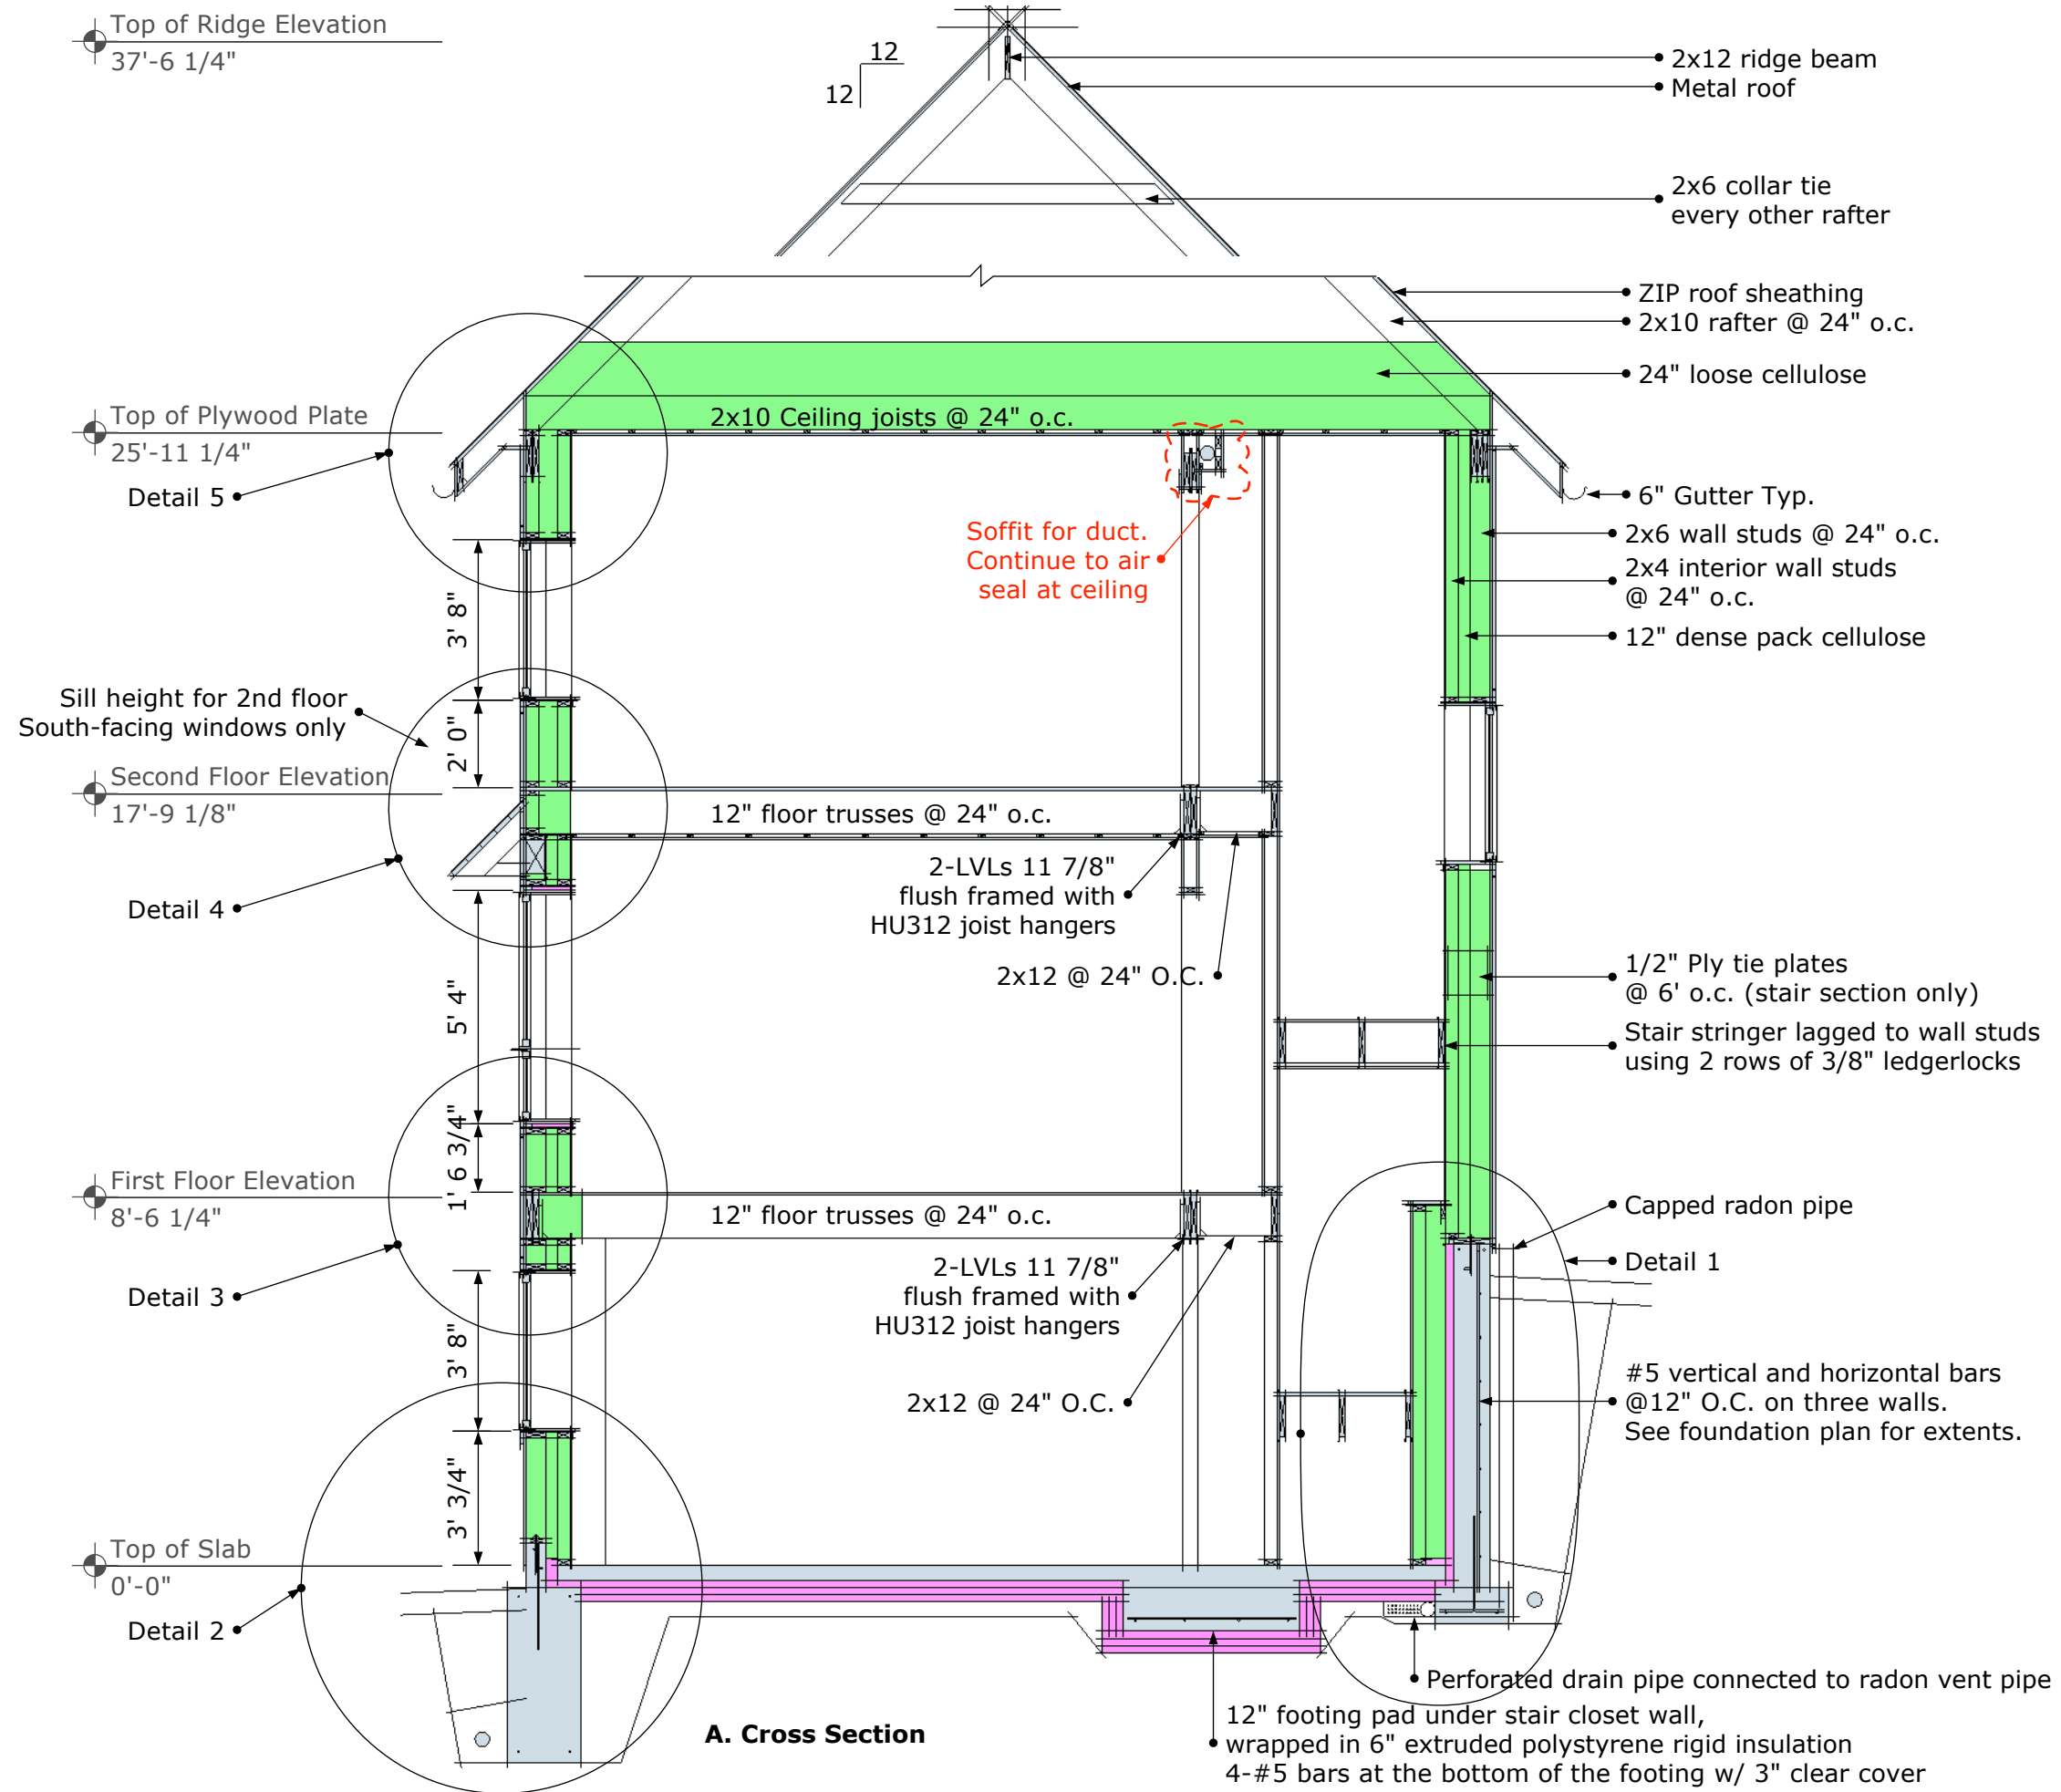 Top of Ridge Elevation
37'-6 1/4"
12
12
2x12 ridge beam
Metal roof
2x6 collar tie
every other rafter
ZIP roof sheathing
2x10 rafter @ 24" o.c.
24" loose cellulose
Top of Plywood Plate
25'-11 1/4"
Detail 5
2x10 Ceiling joists @ 24" o.c.
Soffit for duct.
Continue to air
seal at ceiling
6" Gutter Typ.
2x6 wall studs @ 24" o.c.
2x4 interior wall studs
@ 24" o.c.
12" dense pack cellulose
3' 8"
Sill height for 2nd floor
South-facing windows only
2' 0"
Second Floor Elevation
17'-9 1/8"
12" floor trusses @ 24" o.c.
Detail 4
2-LVLs 11 7/8"
flush framed with
HU312 joist hangers
2x12 @ 24" O.C.
5' 4"
1/2" Ply tie plates
@ 6' o.c. (stair section only)
Stair stringer lagged to wall studs
using 2 rows of 3/8" ledgerlocks
1' 6 3/4"
First Floor Elevation
8'-6 1/4"
12" floor trusses @ 24" o.c.
Capped radon pipe
Detail 1
Detail 3
2-LVLs 11 7/8"
flush framed with
HU312 joist hangers
3' 8"
2x12 @ 24" O.C.
#5 vertical and horizontal bars
@12" O.C. on three walls.
See foundation plan for extents.
3' 3/4"
Top of Slab
0'-0"
Detail 2
Perforated drain pipe connected to radon vent pipe
A. Cross Section
12" footing pad under stair closet wall,
wrapped in 6" extruded polystyrene rigid insulation
4-#5 bars at the bottom of the footing w/ 3" clear cover